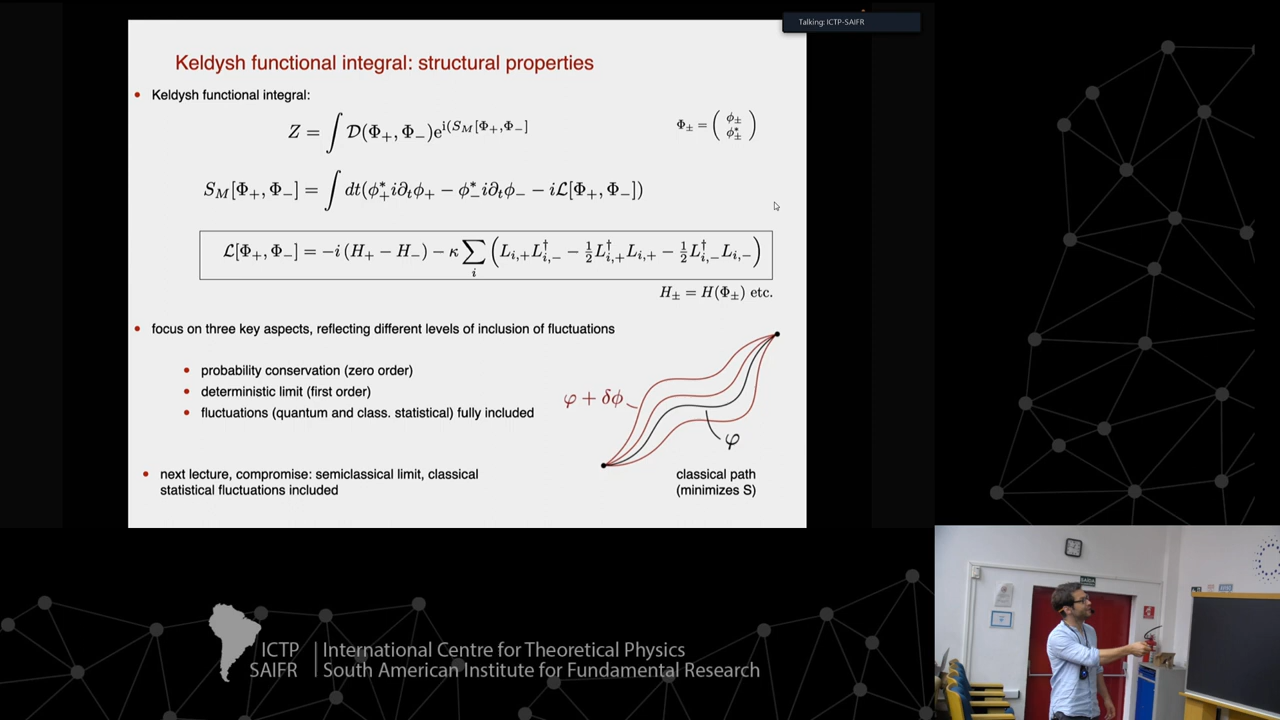 Talking: ICTP-SAIFR
Keldysh functional integral: structural properties
• Keldysh functional integral:
Z = ∫ 𝒟(Φ₊, Φ₋)e^{i(S_M[Φ₊,Φ₋]}
Φ± = ( ϕ± ϕ*± )
S_M[Φ₊, Φ₋] = ∫ dt(ϕ*₊i∂ₜϕ₊ − ϕ*₋i∂ₜϕ₋ − iℒ[Φ₊, Φ₋])
ℒ[Φ₊, Φ₋] = −i (H₊ − H₋) − κ ∑_i (L_{i,+}L†_{i,−} − ½L†_{i,+}L_{i,+} − ½L†_{i,−}L_{i,−})
H± = H(Φ±) etc.
• focus on three key aspects, reflecting different levels of inclusion of fluctuations
• probability conservation (zero order)
• deterministic limit (first order)
• fluctuations (quantum and class. statistical) fully included
φ + δϕ
φ
• next lecture, compromise: semiclassical limit, classical
statistical fluctuations included
classical path
(minimizes S)
SAÍDA
ICTP
SAIFR
International Centre for Theoretical Physics
South American Institute for Fundamental Research